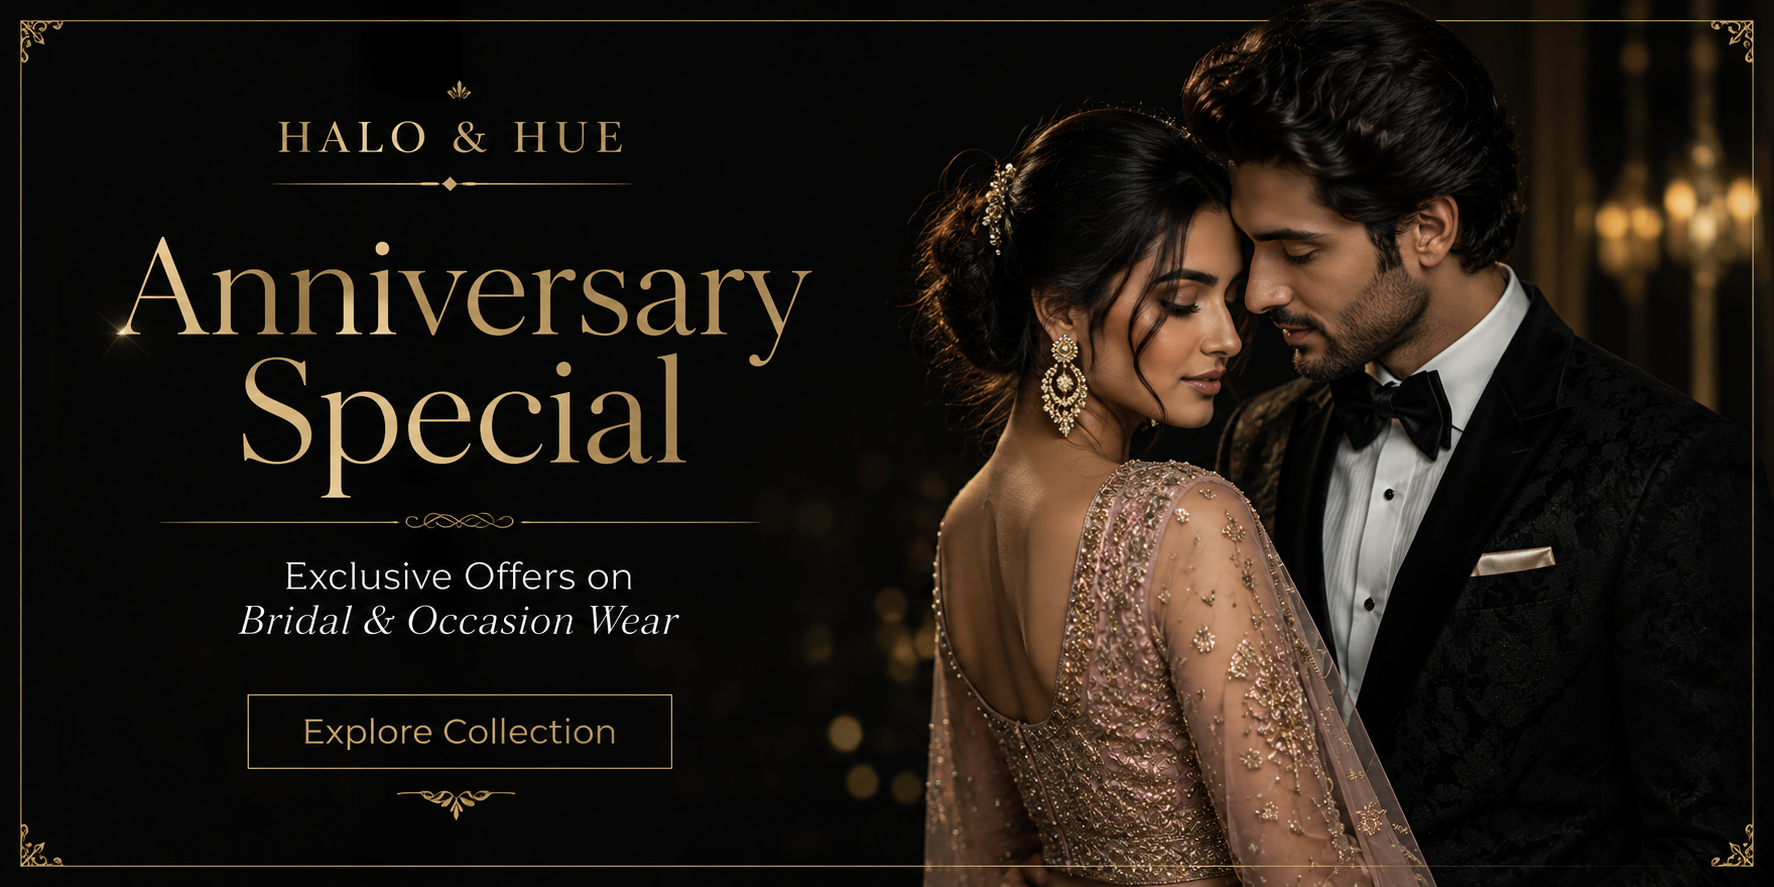 HALO & HUE
Anniversary
Special
Exclusive Offers on
Bridal & Occasion Wear
Explore Collection